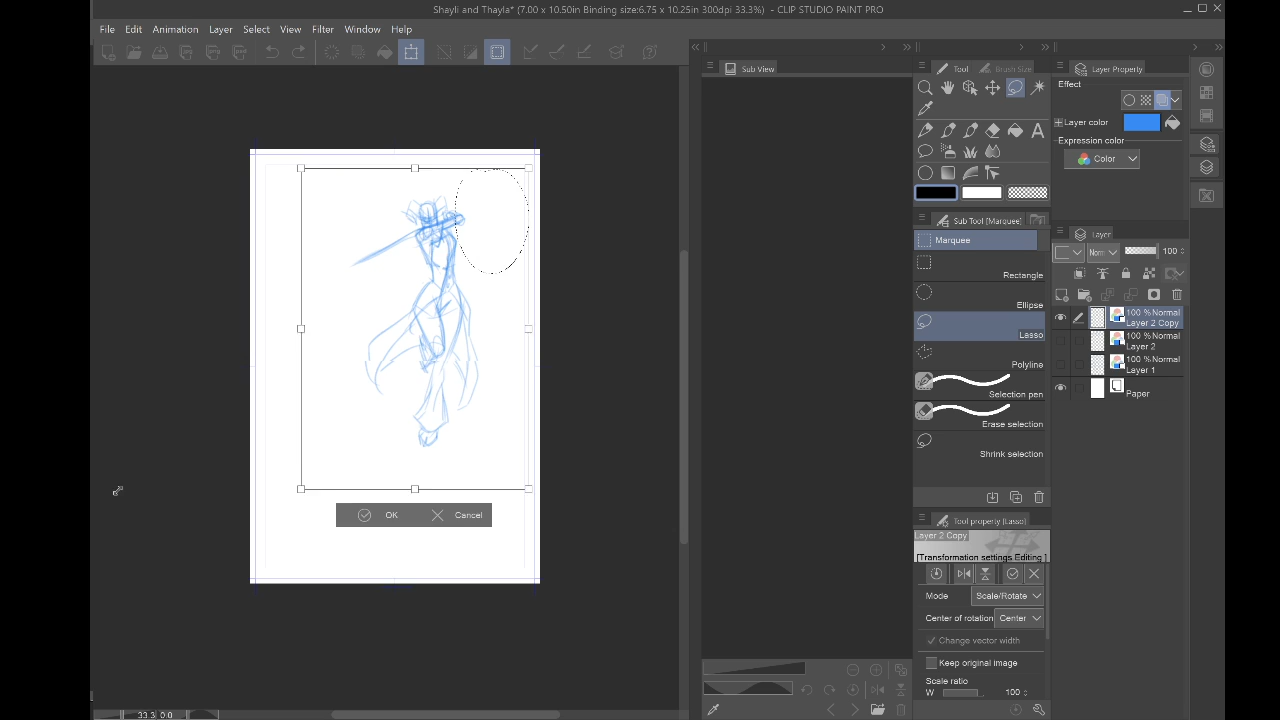 Shayli and Thayla* (7.00 x 10.50in Binding size:6.75 x 10.25in 300dpi 33.3%) - CLIP STUDIO PAINT PRO
File Edit Animation Layer Select View Filter Window Help
Sub View
Tool Brush Size
Layer Property
Effect
Layer color
Expression color
Color
Sub Tool [Marquee]
Marquee
Rectangle
Ellipse
Lasso
Polyline
Selection pen
Erase selection
Shrink selection
Layer
Norm 100
100 %Normal
Layer 2 Copy
100 %Normal
Layer 2
100 %Normal
Layer 1
Paper
OK Cancel
Tool property [Lasso]
Layer 2 Copy
[Transformation settings Editing ]
Mode Scale/Rotate
Center of rotation Center
Change vector width
Keep original image
Scale ratio
W 100
33.3 0.0